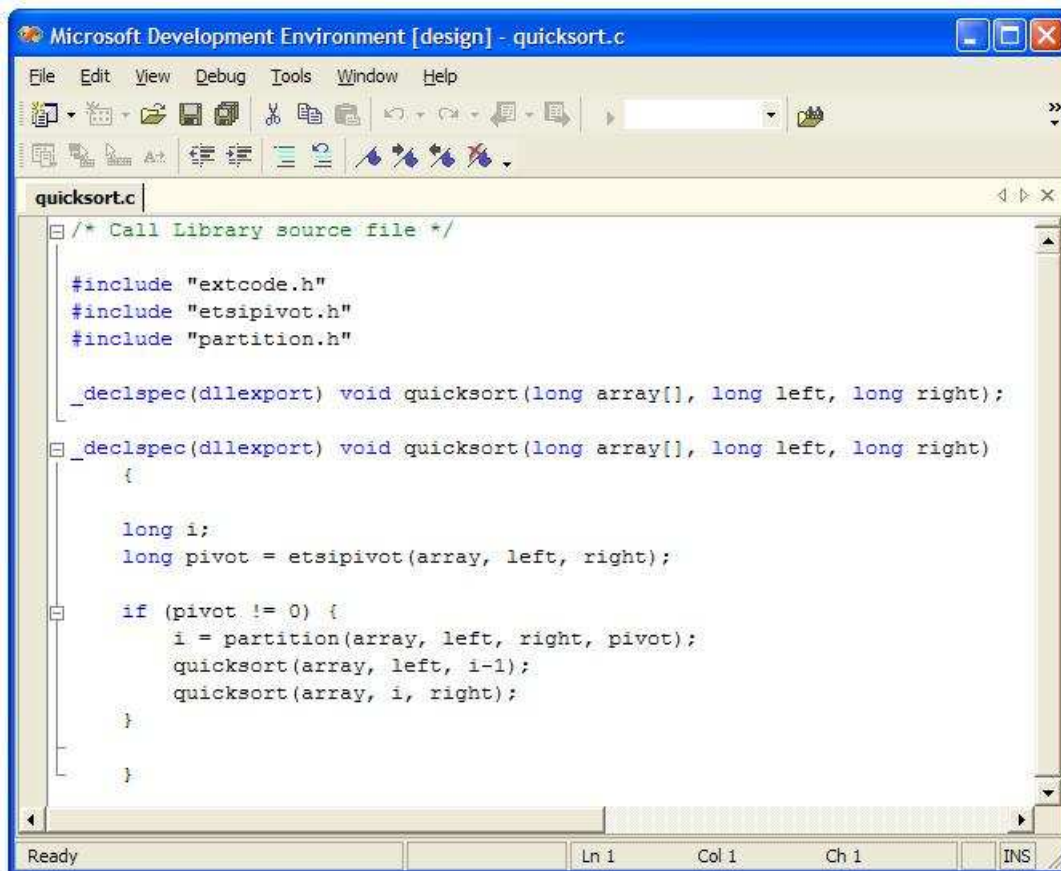 Microsoft Development Environment [design] - quicksort.c
File Edit View Debug Tools Window Help
quicksort.c
/* Call Library source file */
#include "extcode.h"
#include "etsipivot.h"
#include "partition.h"
_declspec(dllexport) void quicksort(long array[], long left, long right);
_declspec(dllexport) void quicksort(long array[], long left, long right)
{
long i;
long pivot = etsipivot(array, left, right);
if (pivot != 0) {
i = partition(array, left, right, pivot);
quicksort(array, left, i-1);
quicksort(array, i, right);
}
}
Ready Ln 1 Col 1 Ch 1 INS